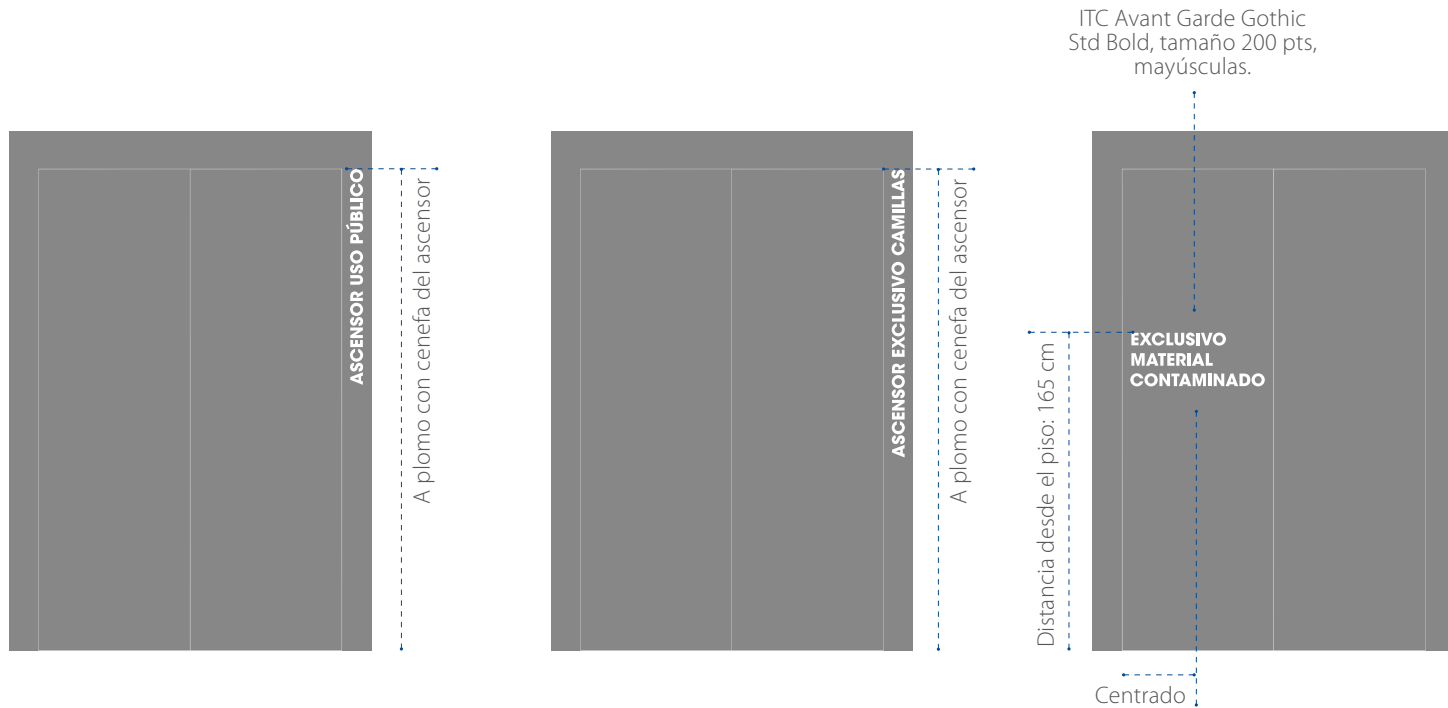 ITC Avant Garde Gothic
Std Bold, tamaño 200 pts,
mayúsculas.
ASCENSOR USO PÚBLICO
A plomo con cenefa del ascensor
ASCENSOR EXCLUSIVO CAMILLAS
A plomo con cenefa del ascensor
Distancia desde el piso: 165 cm
EXCLUSIVO
MATERIAL
CONTAMINADO
Centrado